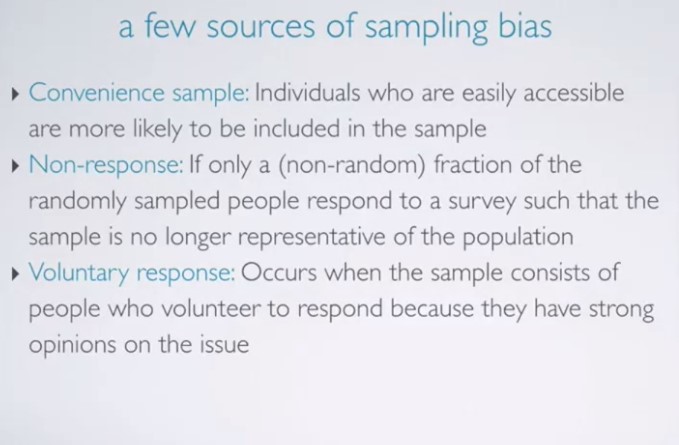 a few sources of sampling bias
‣ Convenience sample: Individuals who are easily accessible
are more likely to be included in the sample
‣ Non-response: If only a (non-random) fraction of the
randomly sampled people respond to a survey such that the
sample is no longer representative of the population
‣ Voluntary response: Occurs when the sample consists of
people who volunteer to respond because they have strong
opinions on the issue